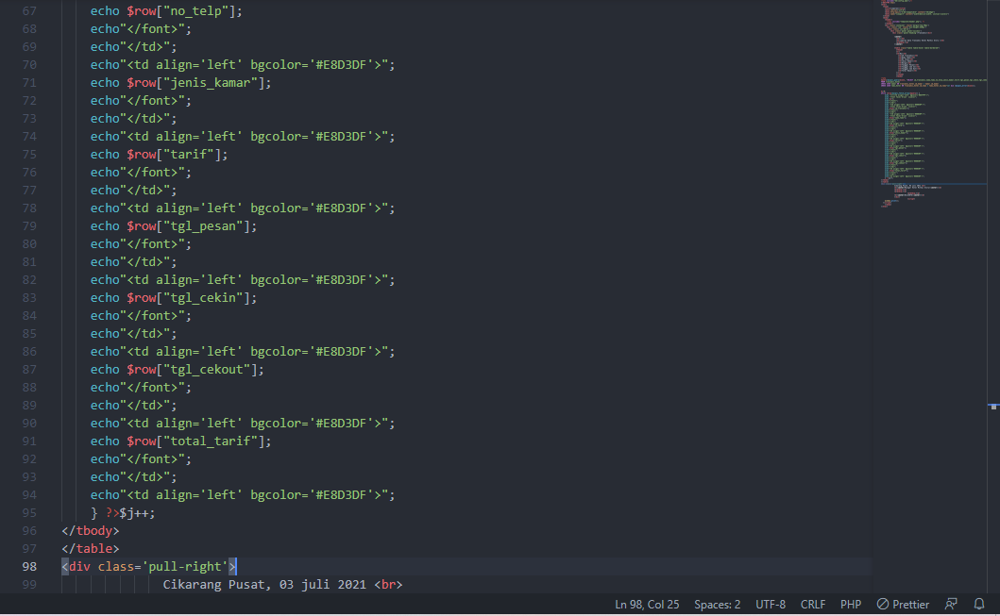 67 echo $row["no_telp"];
68 echo"</font>";
69 echo"</td>";
70 echo"<td align='left' bgcolor='#E8D3DF'>";
71 echo $row["jenis_kamar"];
72 echo"</font>";
73 echo"</td>";
74 echo"<td align='left' bgcolor='#E8D3DF'>";
75 echo $row["tarif"];
76 echo"</font>";
77 echo"</td>";
78 echo"<td align='left' bgcolor='#E8D3DF'>";
79 echo $row["tgl_pesan"];
80 echo"</font>";
81 echo"</td>";
82 echo"<td align='left' bgcolor='#E8D3DF'>";
83 echo $row["tgl_cekin"];
84 echo"</font>";
85 echo"</td>";
86 echo"<td align='left' bgcolor='#E8D3DF'>";
87 echo $row["tgl_cekout"];
88 echo"</font>";
89 echo"</td>";
90 echo"<td align='left' bgcolor='#E8D3DF'>";
91 echo $row["total_tarif"];
92 echo"</font>";
93 echo"</td>";
94 echo"<td align='left' bgcolor='#E8D3DF'>";
95 } ?>$j++;
96 </tbody>
97 </table>
98 <div class='pull-right'>
99 Cikarang Pusat, 03 juli 2021 <br>
Ln 98, Col 25 Spaces: 2 UTF-8 CRLF PHP Prettier